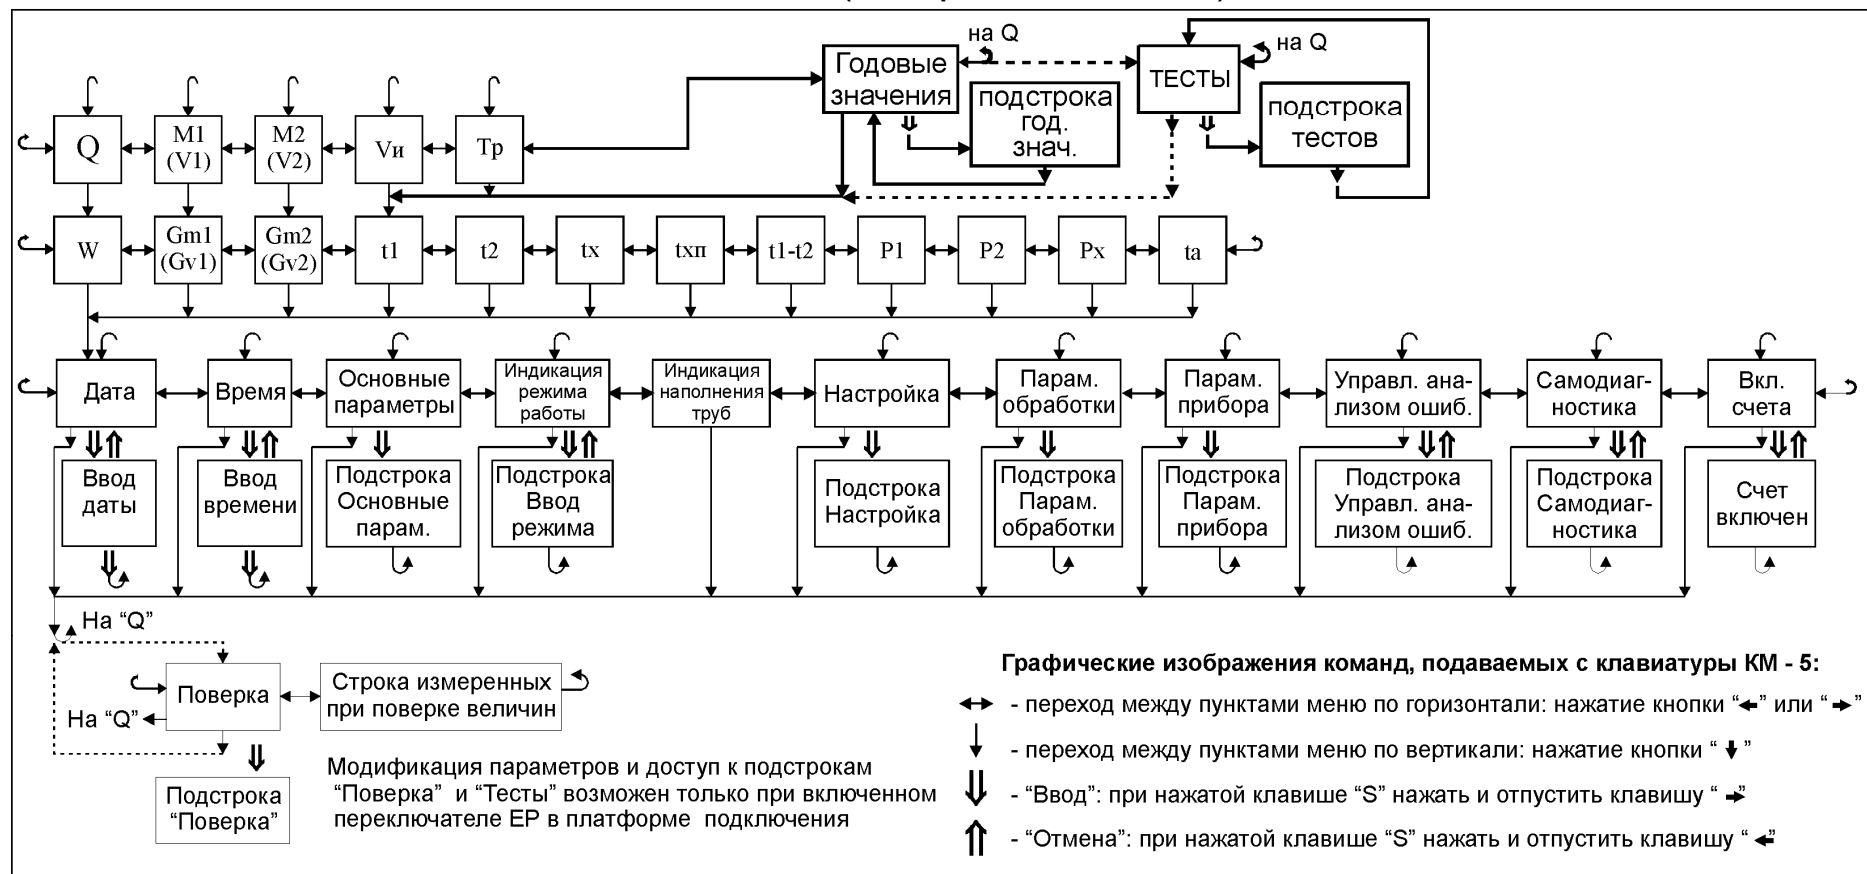 на Q
на Q
Годовые
значения
ТЕСТЫ
подстрока
год.
знач.
подстрока
тестов
Q
М1
(V1)
М2
(V2)
Vи
Тр
W
Gm1
(Gv1)
Gm2
(Gv2)
t1
t2
tx
txп
t1-t2
P1
P2
Px
ta
Дата
Время
Основные
параметры
Индикация
режима
работы
Индикация
наполнения
труб
Настройка
Парам.
обработки
Парам.
прибора
Управл. ана-
лизом ошиб.
Самодиаг-
ностика
Вкл.
счета
Ввод
даты
Ввод
времени
Подстрока
Основные
парам.
Подстрока
Ввод
режима
Подстрока
Настройка
Подстрока
Парам.
обработки
Подстрока
Парам.
прибора
Подстрока
Управл. ана-
лизом ошиб.
Подстрока
Самодиаг-
ностика
Счет
включен
На “Q”
Поверка
Строка измеренных
при поверке величин
На “Q”
Подстрока
“Поверка”
Модификация параметров и доступ к подстрокам
“Поверка” и “Тесты” возможен только при включенном
переключателе EP в платформе подключения
Графические изображения команд, подаваемых с клавиатуры КМ - 5:
↔ - переход между пунктами меню по горизонтали: нажатие кнопки “←” или “→”
↓ - переход между пунктами меню по вертикали: нажатие кнопки “ ↓ ”
⇓ - “Ввод”: при нажатой клавише “S” нажать и отпустить клавишу “ →”
⇑ - “Отмена”: при нажатой клавише “S” нажать и отпустить клавишу “ ←”